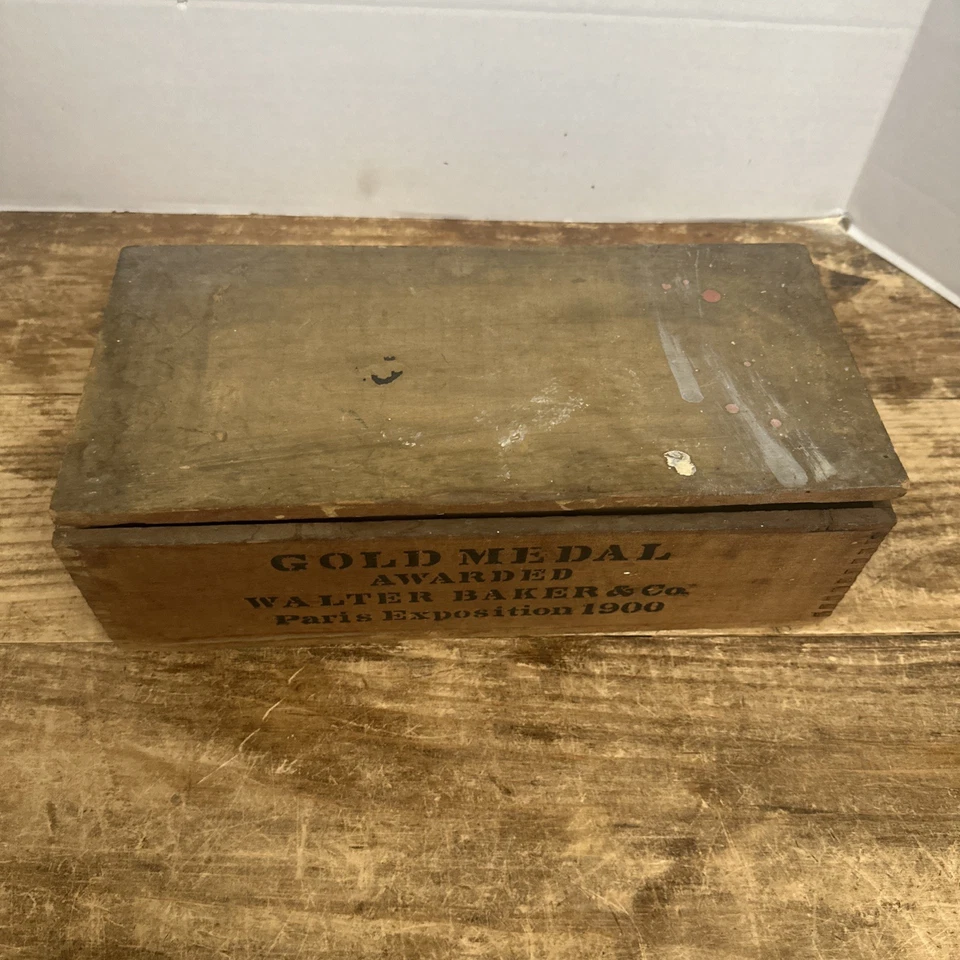 GOLD MEDAL
AWARDED
WALTER BAKER & Co.
Paris Exposition 1900